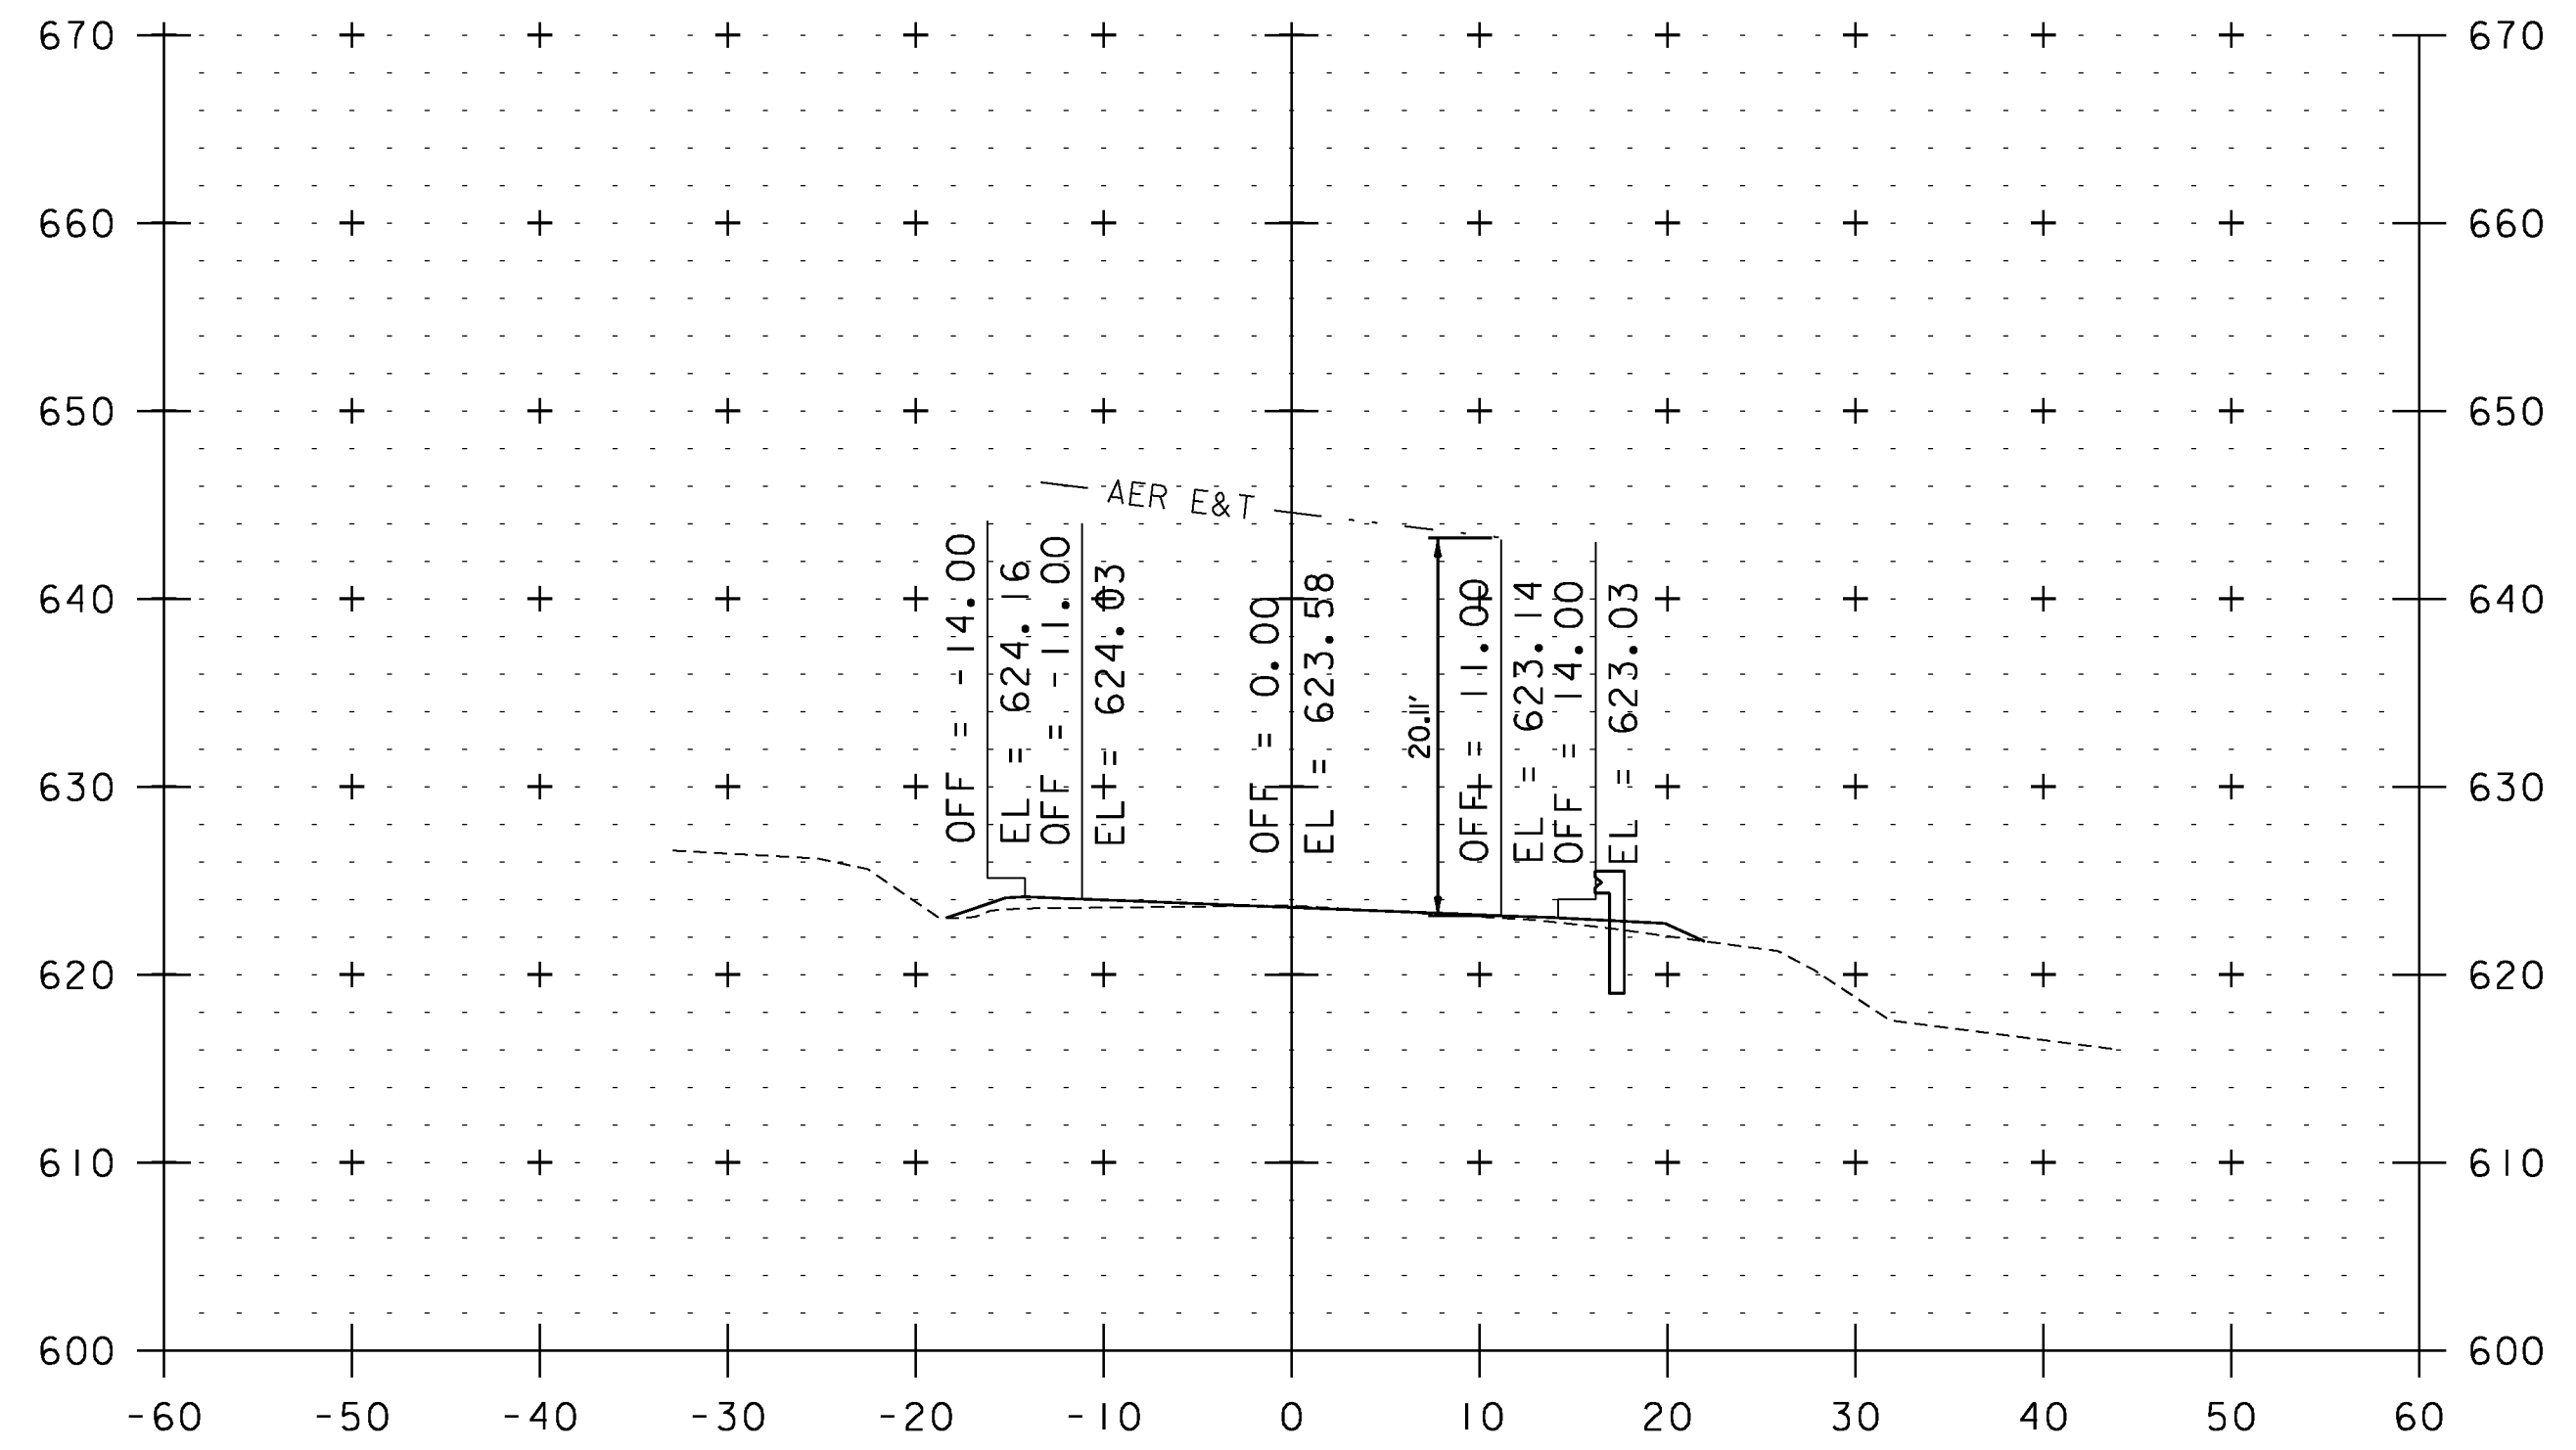 670 670
660 660
650 650
AER E&T
OFF = -14.00
EL = 624.16
OFF = -11.00
EL = 624.03
OFF = 0.00
EL = 623.58
20.11'
OFF = 11.00
EL = 623.14
OFF = 14.00
EL = 623.03
640 640
630 630
620 620
610 610
600 600
-60 -50 -40 -30 -20 -10 0 10 20 30 40 50 60